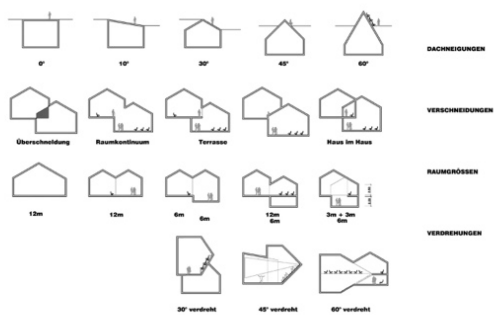 0° 10° 30° 45° 60°
DACHNEIGUNGEN
VERSCHNEIDUNGEN
Überschneidung Raumkontinuum Terrasse Haus im Haus
RAUMGRÖSSEN
12m 12m 6m 6m 12m 6m 3m + 3m 6m
VERDREHUNGEN
30° verdreht 45° verdreht 60° verdreht